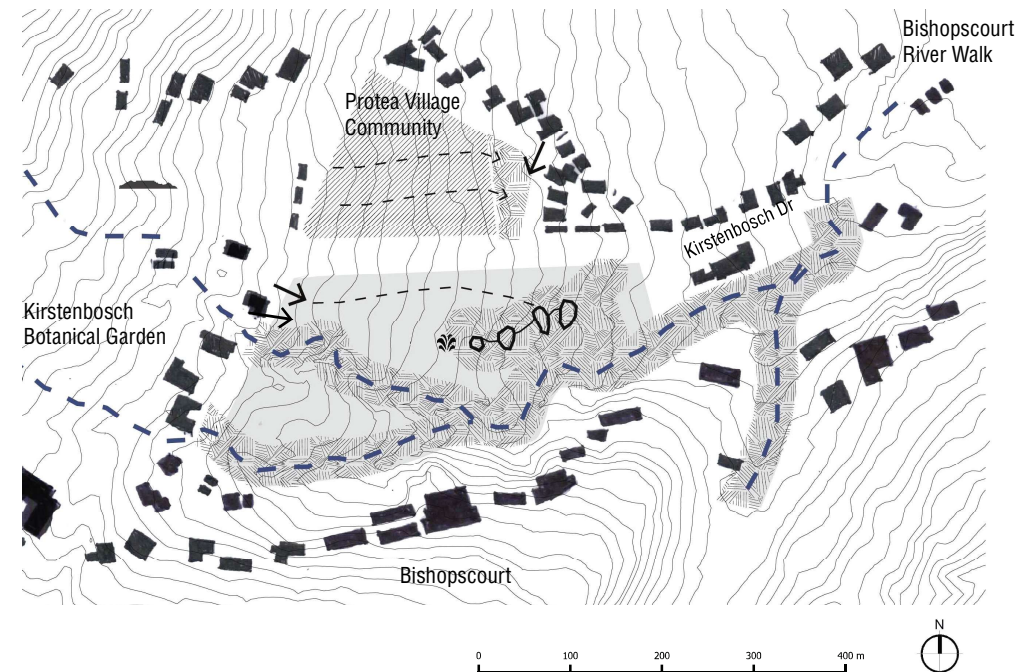 Bishopscourt
River Walk
Protea Village
Community
Kirstenbosch Dr
Kirstenbosch
Botanical Garden
Bishopscourt
N
0 100 200 300 400 m